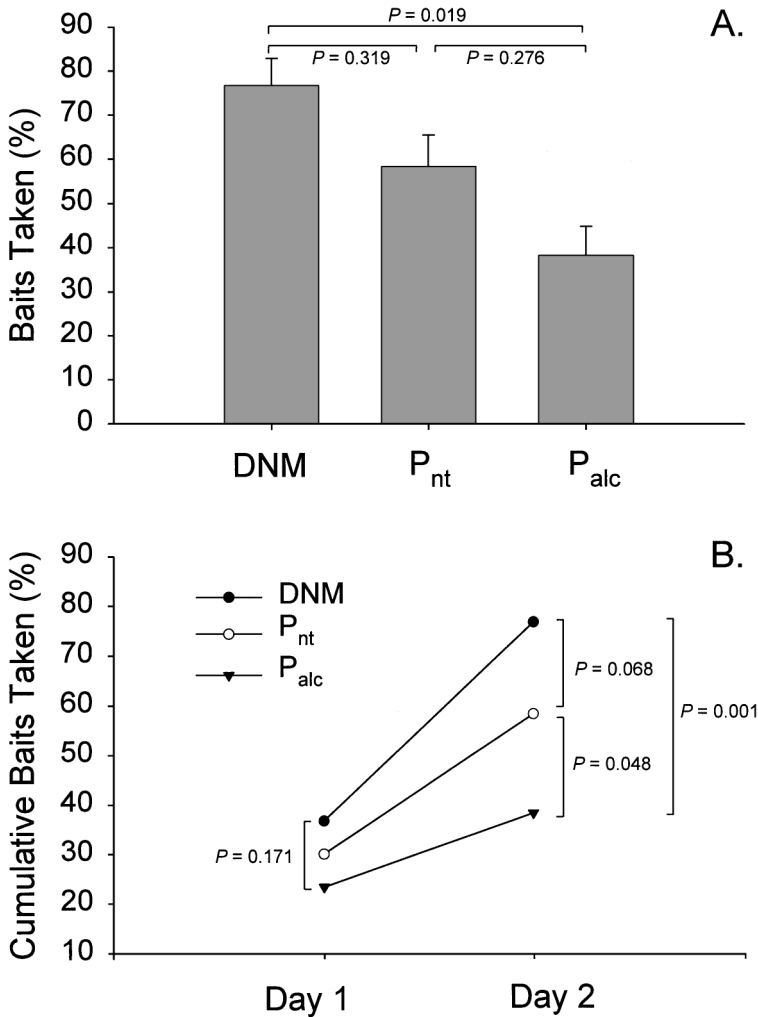 A.
P = 0.019
P = 0.319 P = 0.276
Baits Taken (%)
90
80
70
60
50
40
30
20
10
0
DNM Pnt Palc
B.
Cumulative Baits Taken (%)
90
80
70
60
50
40
30
20
10
DNM
Pnt
Palc
P = 0.068
P = 0.001
P = 0.048
P = 0.171
Day 1 Day 2